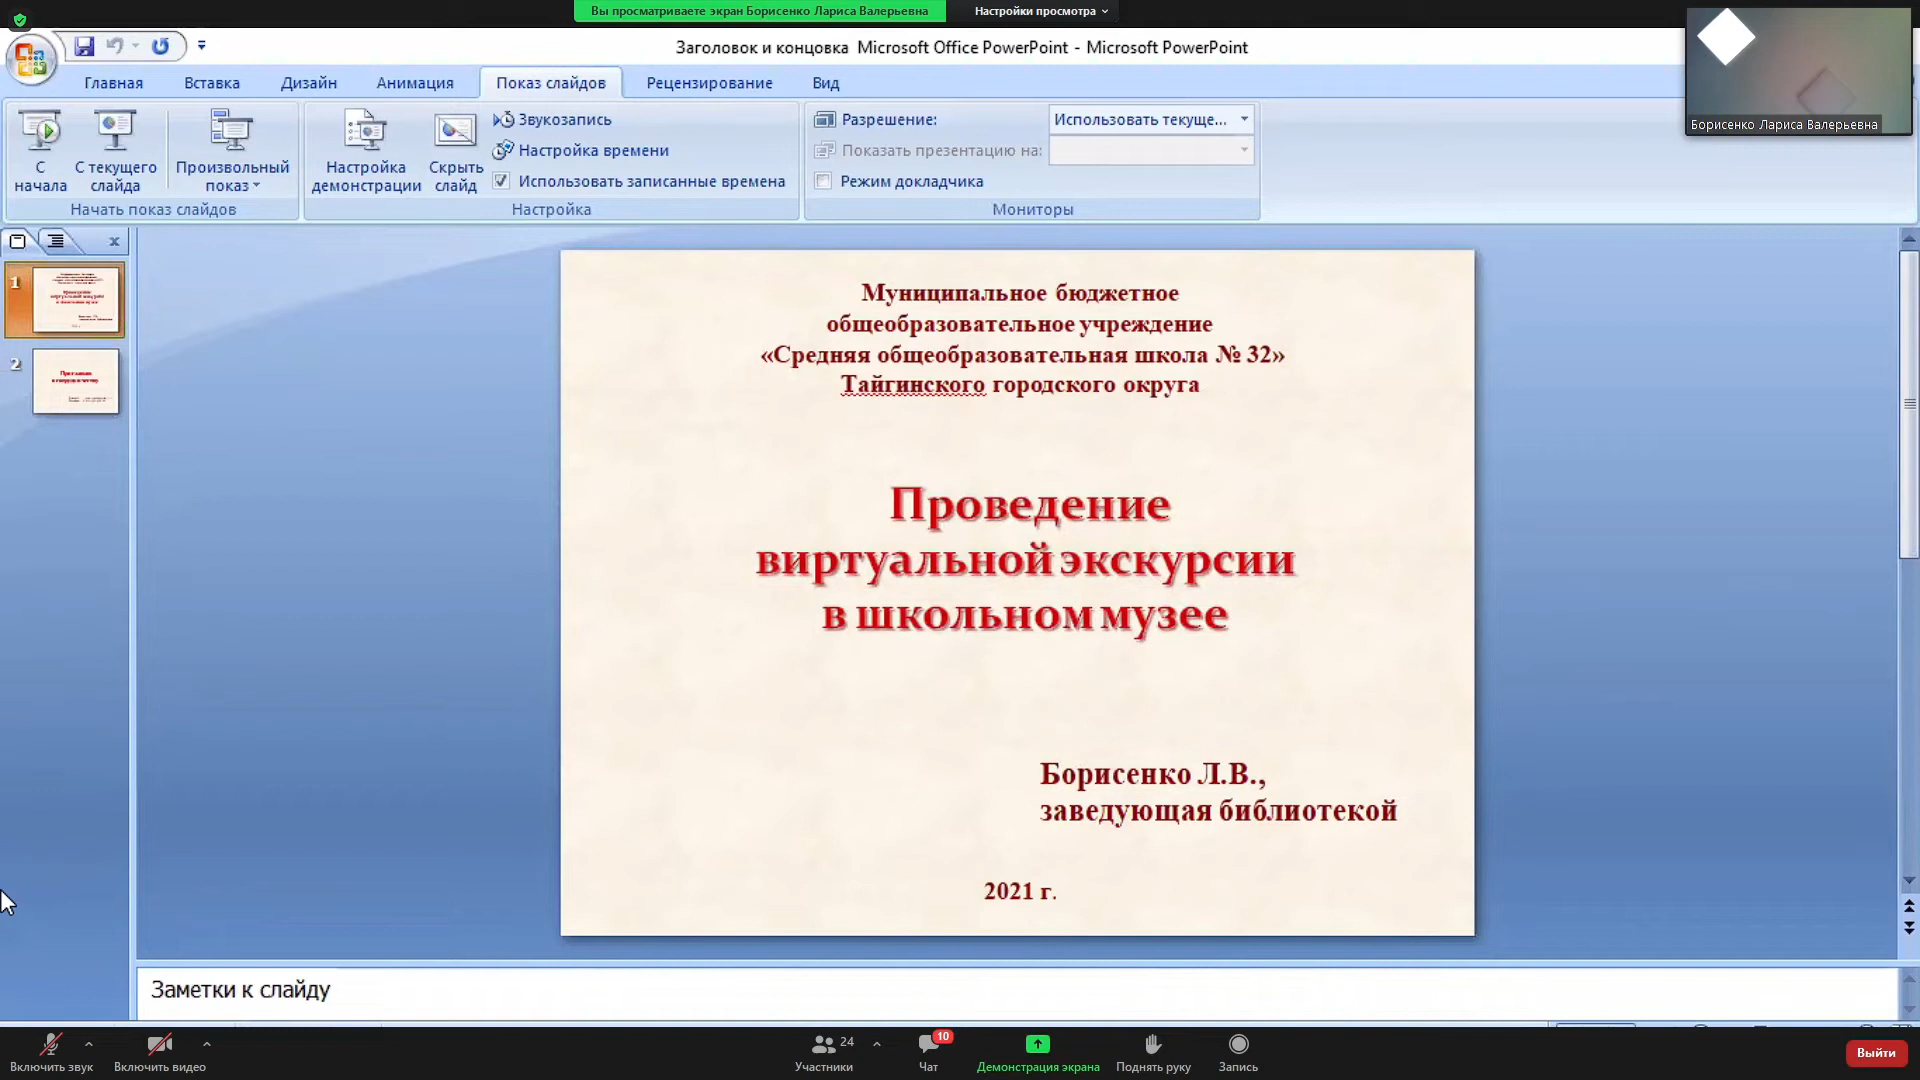 Вы просматриваете экран Борисенко Лариса Валерьевна
Настройки просмотра
Заголовок и концовка Microsoft Office PowerPoint - Microsoft PowerPoint
Борисенко Лариса Валерьевна
Главная
Вставка
Дизайн
Анимация
Показ слайдов
Рецензирование
Вид
С начала
С текущего слайда
Произвольный показ
Начать показ слайдов
Настройка демонстрации
Скрыть слайд
Звукозапись
Настройка времени
Использовать записанные времена
Настройка
Разрешение:
Использовать текуще...
Показать презентацию на:
Режим докладчика
Мониторы
1
2
Муниципальное бюджетное
общеобразовательное учреждение
«Средняя общеобразовательная школа № 32»
Тайгинского городского округа
Проведение
виртуальной экскурсии
в школьном музее
Борисенко Л.В.,
заведующая библиотекой
2021 г.
Заметки к слайду
Включить звук
Включить видео
24
Участники
10
Чат
Демонстрация экрана
Поднять руку
Запись
Выйти